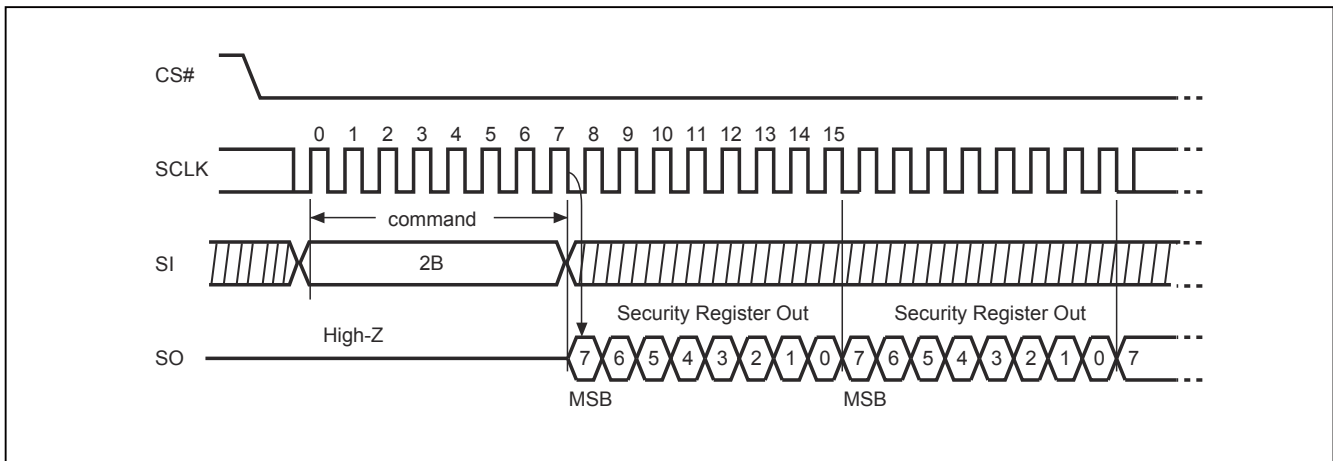 CS#
0 1 2 3 4 5 6 7 8 9 10 11 12 13 14 15
SCLK
command
SI
2B
Security Register Out Security Register Out
High-Z
SO
7 6 5 4 3 2 1 0 7 6 5 4 3 2 1 0 7
MSB MSB